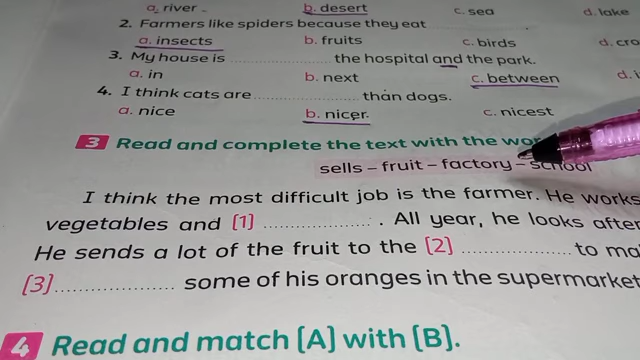 a. river b. desert c. sea d. lake
2. Farmers like spiders because they eat
a. insects b. fruits c. birds d. cro
3. My house is .................. the hospital and the park.
a. in b. next c. between d.
4. I think cats are .................. than dogs.
a. nice b. nicer c. nicest
3 Read and complete the text with the wor
sells – fruit – factory – school
I think the most difficult job is the farmer. He works
vegetables and [1] .................. . All year, he looks after
He sends a lot of the fruit to the [2] .................. to ma
[3] .................. some of his oranges in the supermarket
4 Read and match [A] with [B].